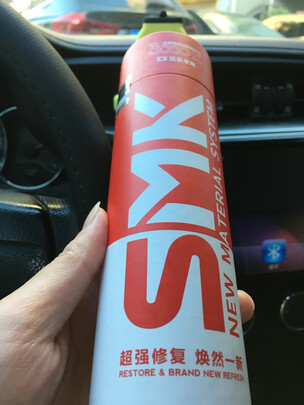 SMK
NEW MATERIAL SYSTEM
超强修复 焕然一新
RESTORE & BRAND NEW REFRESH